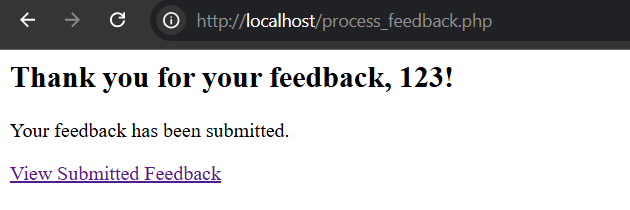 http://localhost/process_feedback.php
Thank you for your feedback, 123!
Your feedback has been submitted.
View Submitted Feedback